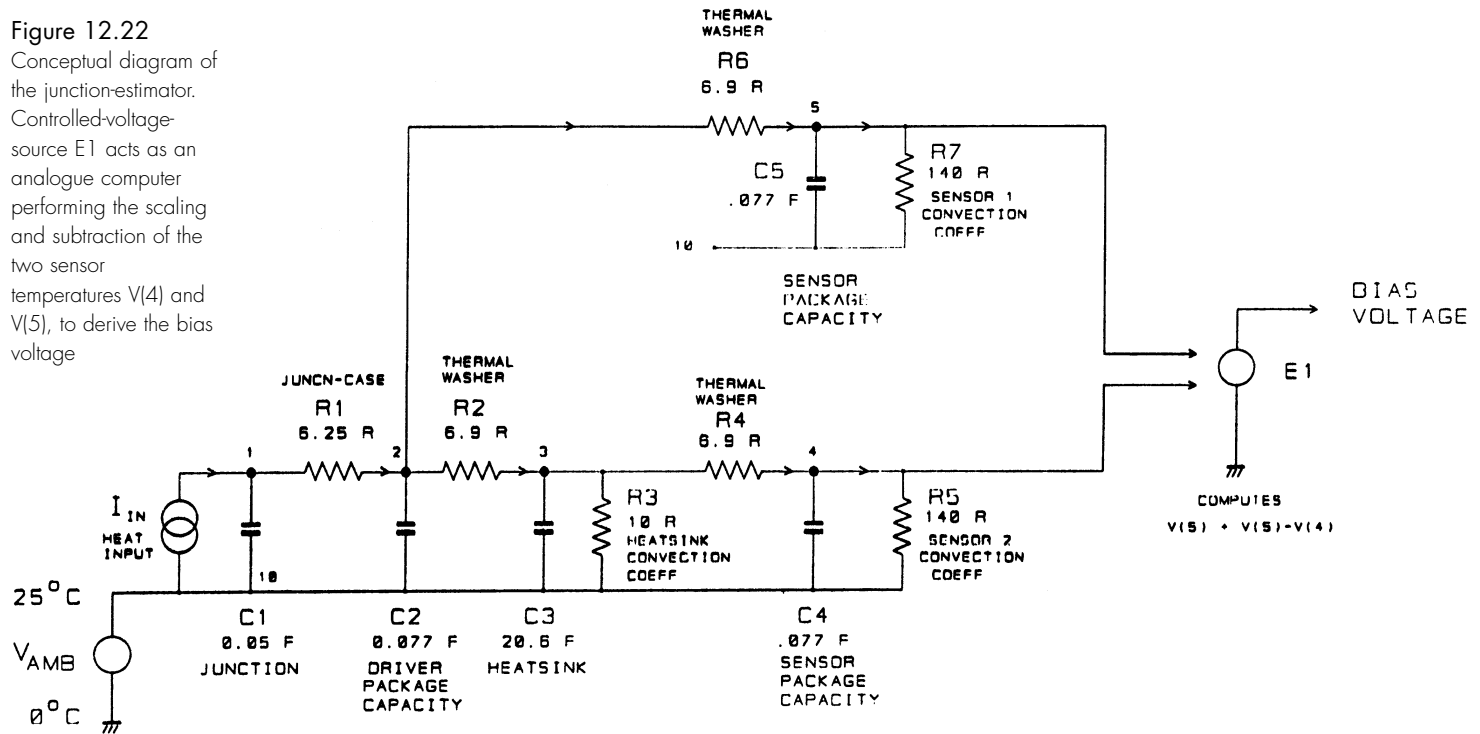 Figure 12.22
Conceptual diagram of
the junction-estimator.
Controlled-voltage-
source E1 acts as an
analogue computer
performing the scaling
and subtraction of the
two sensor
temperatures V(4) and
V(5), to derive the bias
voltage
THERMAL
WASHER
R6
6.9 R
5
C5
.077 F
R7
140 R
SENSOR 1
CONVECTION
COEFF
10
SENSOR
PACKAGE
CAPACITY
BIAS
VOLTAGE
E1
COMPUTES
V(5) + V(5)-V(4)
JUNCN-CASE
R1
6.25 R
THERMAL
WASHER
R2
6.9 R
THERMAL
WASHER
R4
6.9 R
1
2
3
4
I IN
HEAT
INPUT
R3
10 R
HEATSINK
CONVECTION
COEFF
R5
140 R
SENSOR 2
CONVECTION
COEFF
10
25°C
VAMB
0°C
C1
0.05 F
JUNCTION
C2
0.077 F
DRIVER
PACKAGE
CAPACITY
C3
20.6 F
HEATSINK
C4
.077 F
SENSOR
PACKAGE
CAPACITY